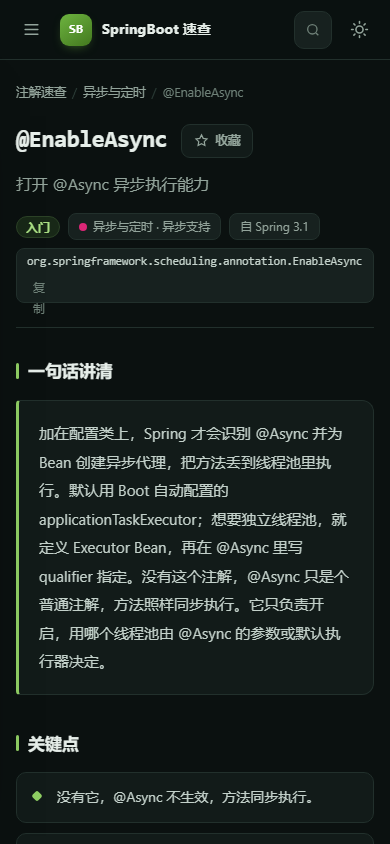 SB SpringBoot 速查
注解速查 / 异步与定时 / @EnableAsync
@EnableAsync 收藏
打开 @Async 异步执行能力
入门 异步与定时 · 异步支持 自 Spring 3.1
org.springframework.scheduling.annotation.EnableAsync
复
制
一句话讲清
加在配置类上，Spring 才会识别 @Async 并为
Bean 创建异步代理，把方法丢到线程池里执
行。默认用 Boot 自动配置的
applicationTaskExecutor；想要独立线程池，就
定义 Executor Bean，再在 @Async 里写
qualifier 指定。没有这个注解，@Async 只是个
普通注解，方法照样同步执行。它只负责开
启，用哪个线程池由 @Async 的参数或默认执
行器决定。
关键点
没有它，@Async 不生效，方法同步执行。